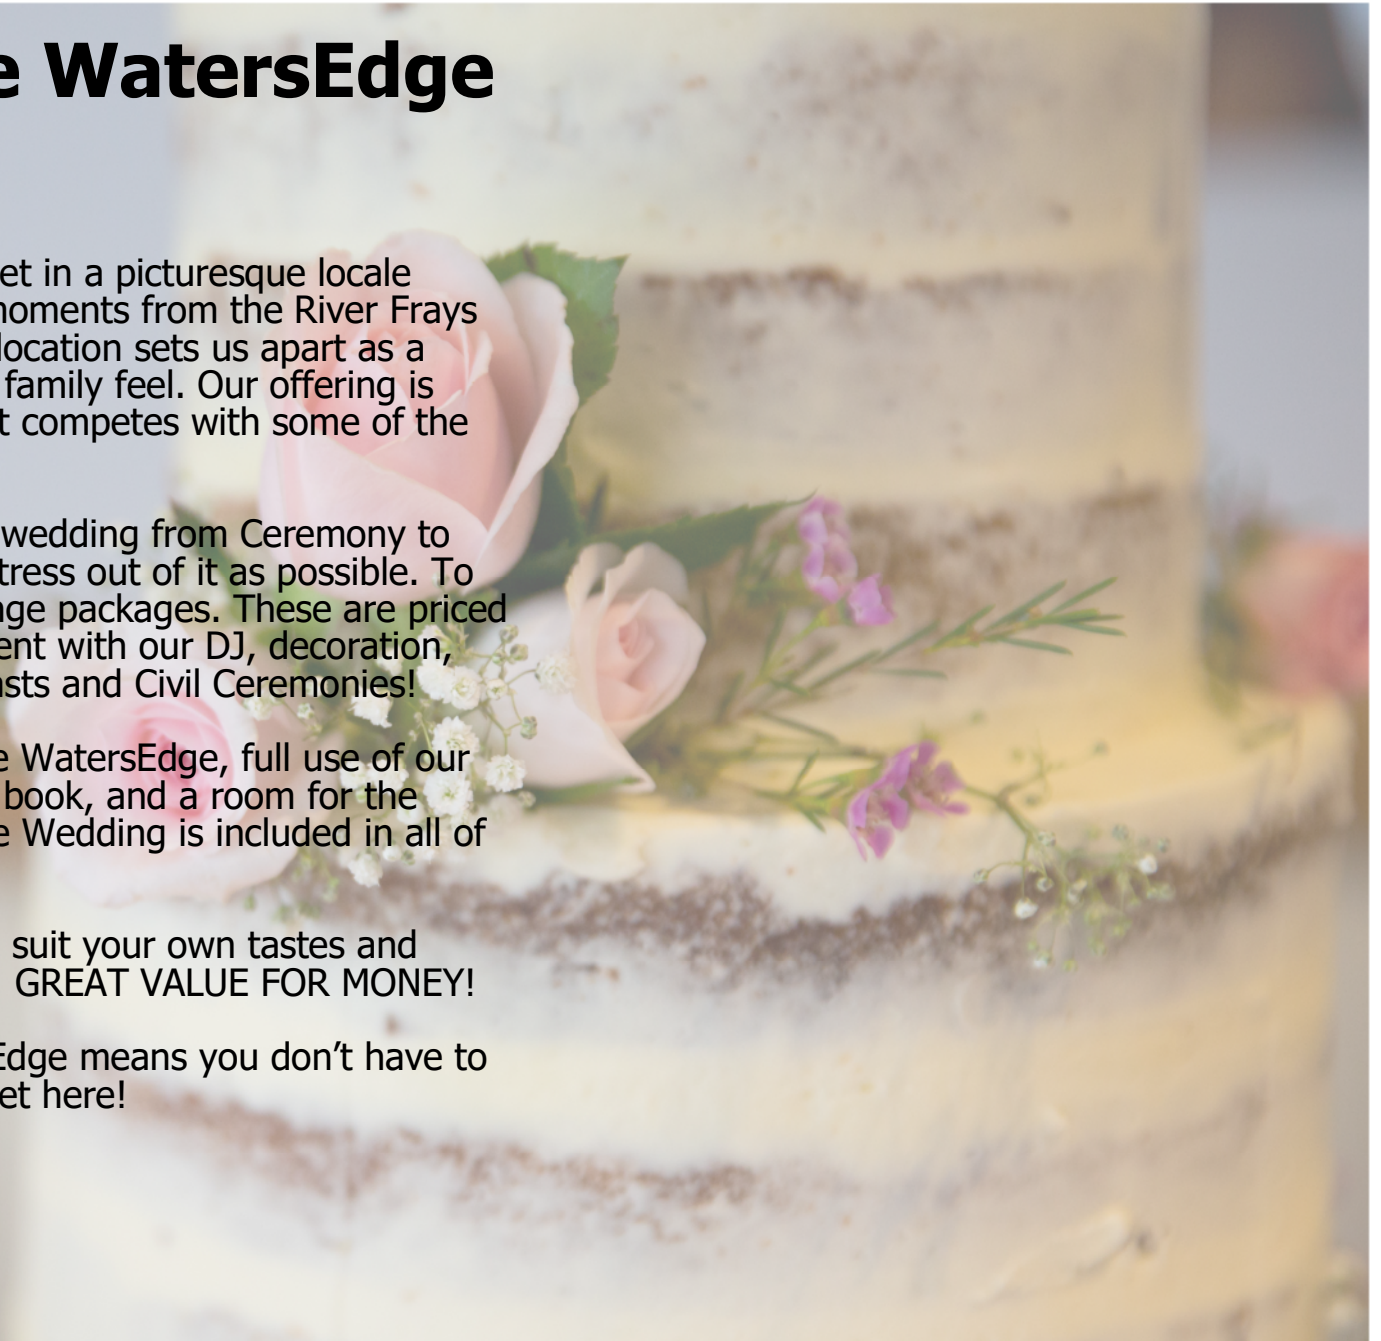 e WatersEdge
et in a picturesque locale
moments from the River Frays
location sets us apart as a
family feel. Our offering is
t competes with some of the
wedding from Ceremony to
tress out of it as possible. To
nge packages. These are priced
ent with our DJ, decoration,
sts and Civil Ceremonies!
e WatersEdge, full use of our
book, and a room for the
e Wedding is included in all of
suit your own tastes and
GREAT VALUE FOR MONEY!
Edge means you don’t have to
et here!